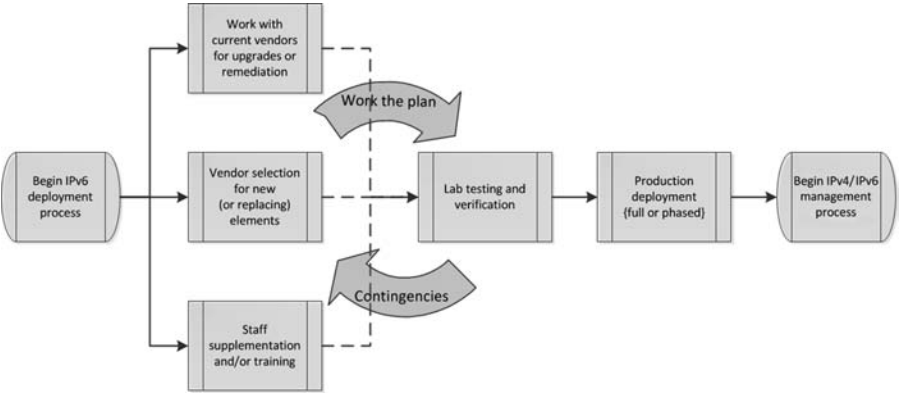 Work with
current vendors
for upgrades or
remediation
Work the plan
Begin IPv6
deployment
process
Vendor selection
for new
(or replacing)
elements
Lab testing and
verification
Production
deployment
{full or phased}
Begin IPv4/IPv6
management
process
Contingencies
Staff
supplementation
and/or training